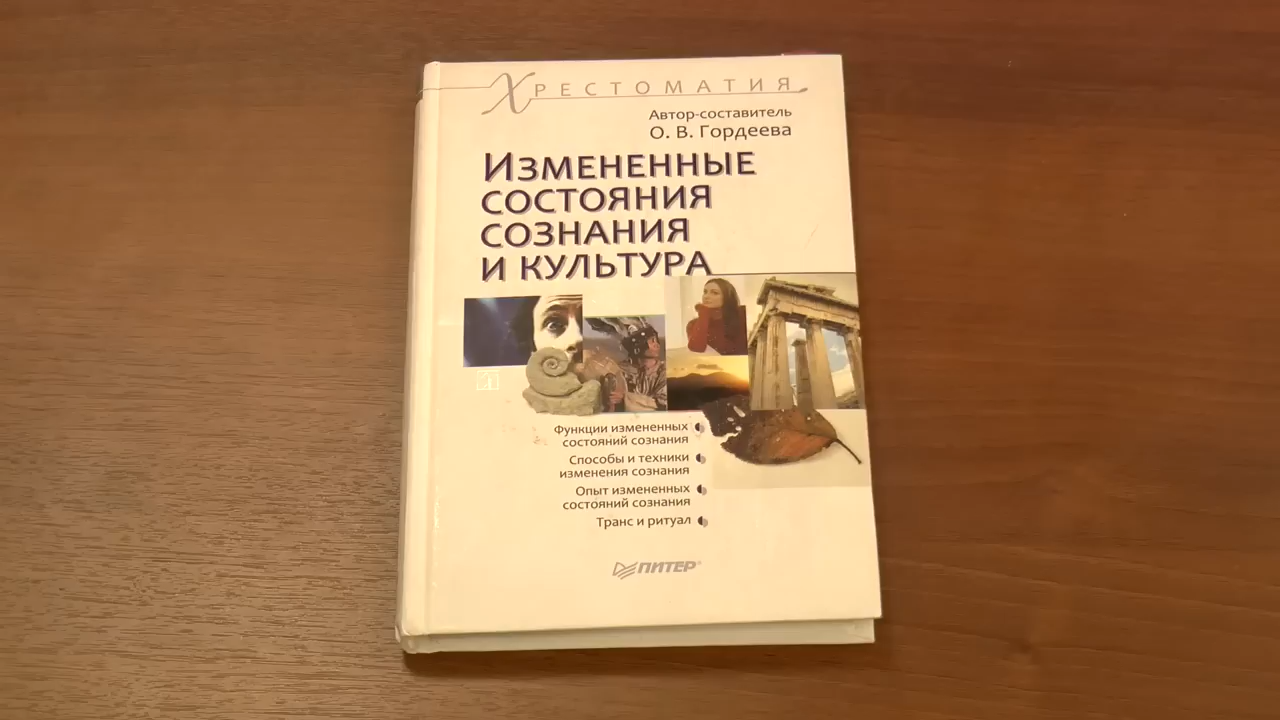 ХРЕСТОМАТИЯ
Автор-составитель
О. В. Гордеева
Измененные
состояния
сознания
и культура
Функции измененных
состояний сознания
Способы и техники
изменения сознания
Опыт измененных
состояний сознания
Транс и ритуал
ПИТЕР®